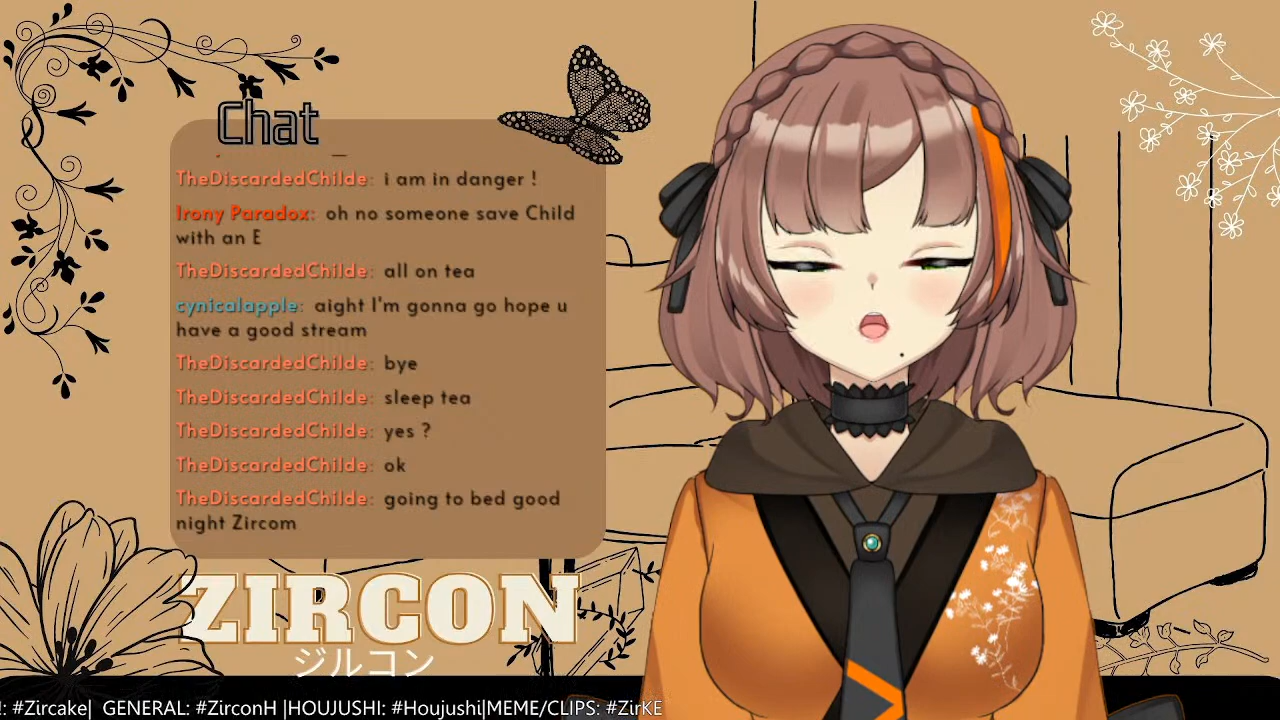 Chat
TheDiscardedChilde: i am in danger !
Irony Paradox: oh no someone save Child
with an E
TheDiscardedChilde: all on tea
cynicalapple: aight I'm gonna go hope u
have a good stream
TheDiscardedChilde: bye
TheDiscardedChilde: sleep tea
TheDiscardedChilde: yes ?
TheDiscardedChilde: ok
TheDiscardedChilde: going to bed good
night Zircom
ZIRCON
ジルコン
!: #Zircake| GENERAL: #ZirconH |HOUJUSHI: #Houjushi|MEME/CLIPS: #ZirKE